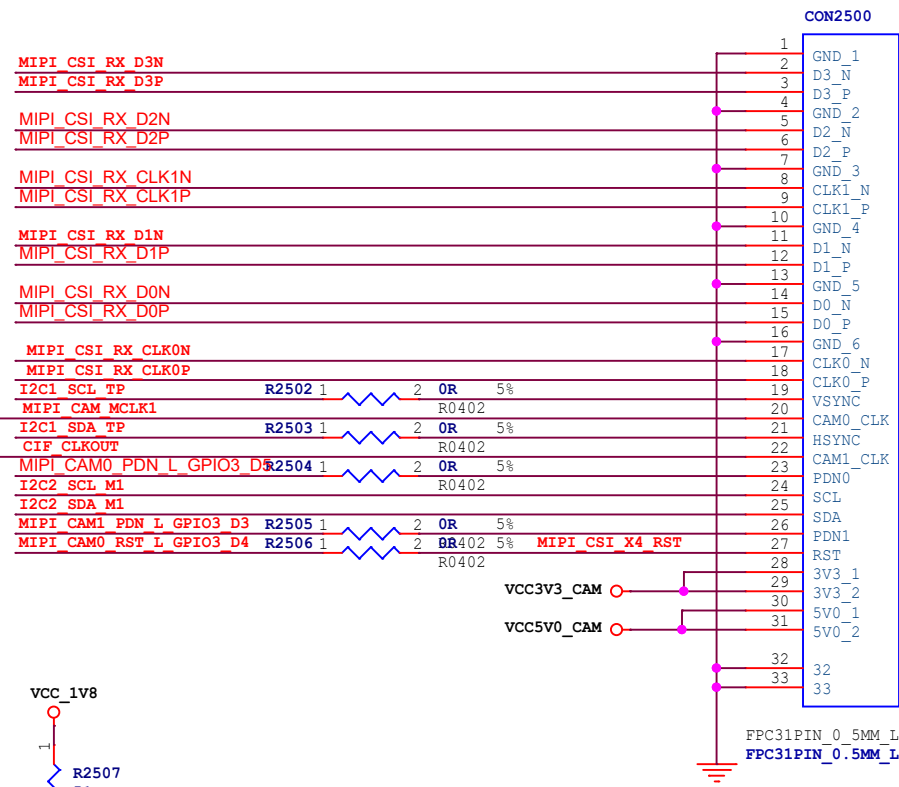 CON2500
1 GND_1
MIPI_CSI_RX_D3N 2 D3_N
MIPI_CSI_RX_D3P 3 D3_P
4 GND_2
MIPI_CSI_RX_D2N 5 D2_N
MIPI_CSI_RX_D2P 6 D2_P
7 GND_3
MIPI_CSI_RX_CLK1N 8 CLK1_N
MIPI_CSI_RX_CLK1P 9 CLK1_P
10 GND_4
MIPI_CSI_RX_D1N 11 D1_N
MIPI_CSI_RX_D1P 12 D1_P
13 GND_5
MIPI_CSI_RX_D0N 14 D0_N
MIPI_CSI_RX_D0P 15 D0_P
16 GND_6
MIPI_CSI_RX_CLK0N 17 CLK0_N
MIPI_CSI_RX_CLK0P 18 CLK0_P
I2C1_SCL_TP R2502 1 2 0R 5% 19 VSYNC
R0402
MIPI_CAM_MCLK1 20 CAM0_CLK
I2C1_SDA_TP R2503 1 2 0R 5% 21 HSYNC
R0402
CIF_CLKOUT 22 CAM1_CLK
MIPI_CAM0_PDN_L_GPIO3_D5 R2504 1 2 0R 5% 23 PDN0
R0402
I2C2_SCL_M1 24 SCL
I2C2_SDA_M1 25 SDA
MIPI_CAM1_PDN_L_GPIO3_D3 R2505 1 2 0R 5% 26 PDN1
R0402
MIPI_CAM0_RST_L_GPIO3_D4 R2506 1 2 0R 5% MIPI_CSI_X4_RST 27 RST
R0402
28 3V3_1
VCC3V3_CAM 29 3V3_2
30 5V0_1
VCC5V0_CAM 31 5V0_2
32 32
33 33
VCC_1V8
1
FPC31PIN_0_5MM_L
FPC31PIN_0.5MM_L
R2507